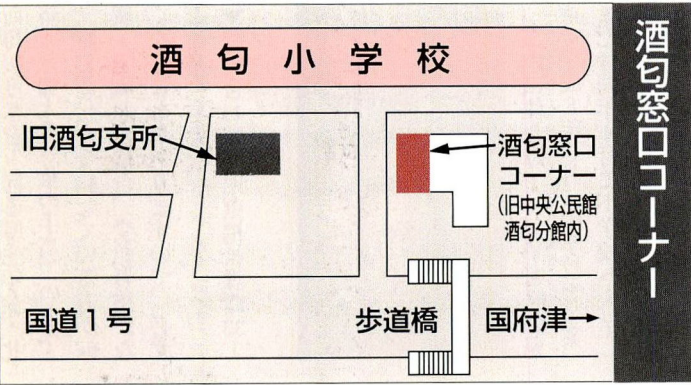 酒匂窓口コーナー
酒匂小学校
旧酒匂支所
酒匂窓口
コーナー
(旧中央公民館
酒匂分館内)
国道1号
歩道橋
国府津→